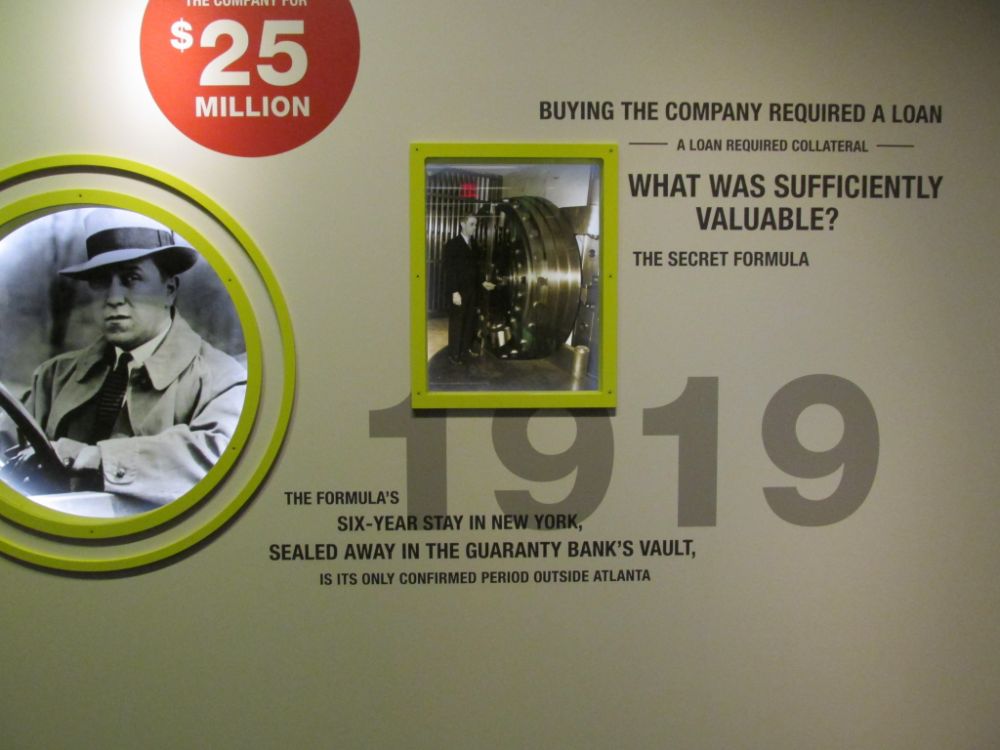 THE COMPANY FOR
$25
MILLION
BUYING THE COMPANY REQUIRED A LOAN
A LOAN REQUIRED COLLATERAL
WHAT WAS SUFFICIENTLY
VALUABLE?
THE SECRET FORMULA
1919
THE FORMULA'S
SIX-YEAR STAY IN NEW YORK,
SEALED AWAY IN THE GUARANTY BANK'S VAULT,
IS ITS ONLY CONFIRMED PERIOD OUTSIDE ATLANTA